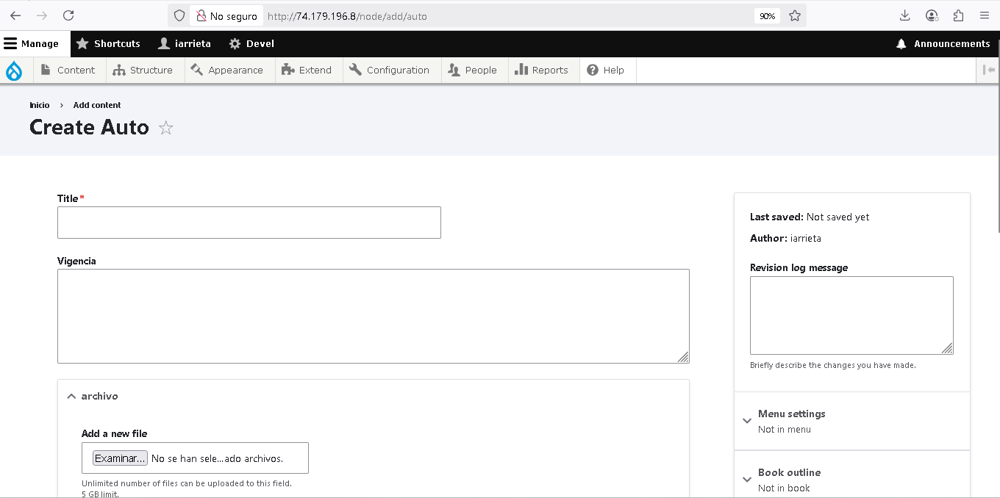 No seguro
http://74.179.196.8/node/add/auto
90%
Manage
Shortcuts
iarrieta
Devel
Announcements
Content
Structure
Appearance
Extend
Configuration
People
Reports
Help
Inicio › Add content
Create Auto
Title*
Vigencia
archivo
Add a new file
Examinar... No se han sele...ado archivos.
Unlimited number of files can be uploaded to this field.
5 GB limit.
Last saved: Not saved yet
Author: iarrieta
Revision log message
Briefly describe the changes you have made.
Menu settings
Not in menu
Book outline
Not in book